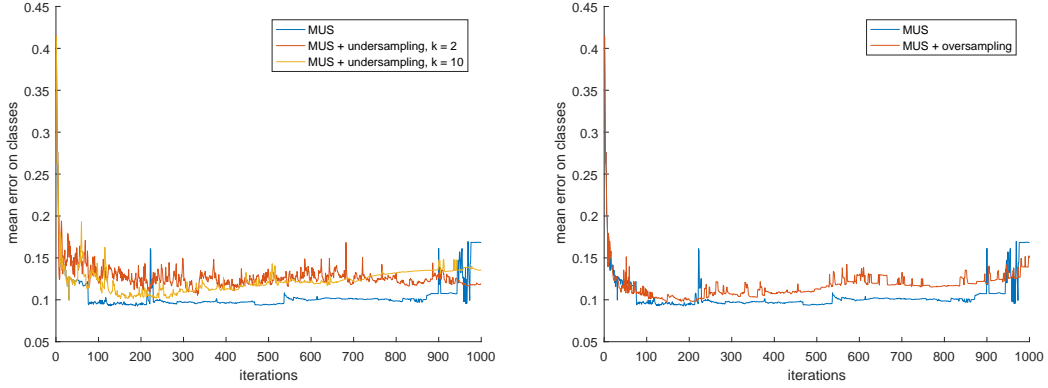 0.45
0.4
0.35
0.3
0.25
0.2
0.15
0.1
0.05
mean error on classes
MUS
MUS + undersampling, k = 2
MUS + undersampling, k = 10
0 100 200 300 400 500 600 700 800 900 1000
iterations
0.45
0.4
0.35
0.3
0.25
0.2
0.15
0.1
0.05
mean error on classes
MUS
MUS + oversampling
0 100 200 300 400 500 600 700 800 900 1000
iterations